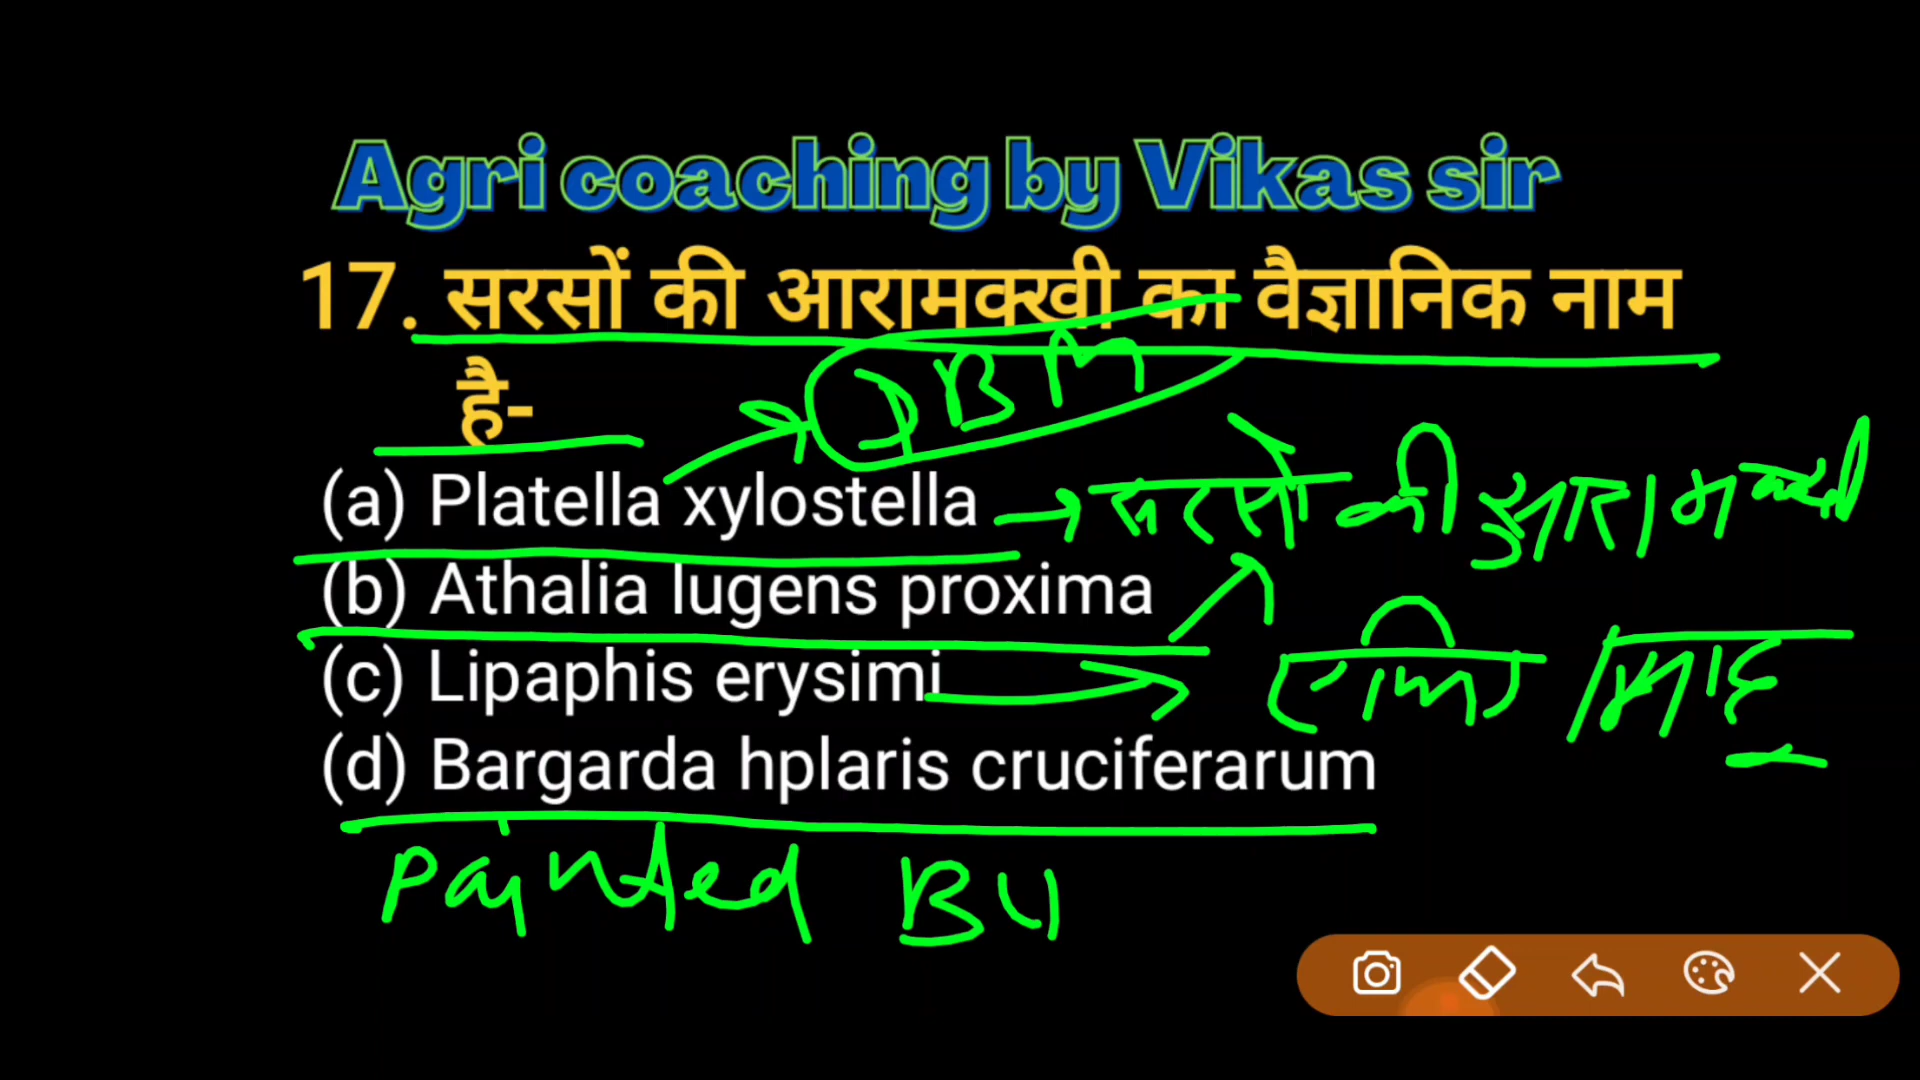 Agri coaching by Vikas sir
17. सरसों की आरामक्खी का वैज्ञानिक नाम
है-
DBM
(a) Platella xylostella
सरसों की आरामक्खी
(b) Athalia lugens proxima
(c) Lipaphis erysimi
(d) Bargarda hplaris cruciferarum
Painted Bu